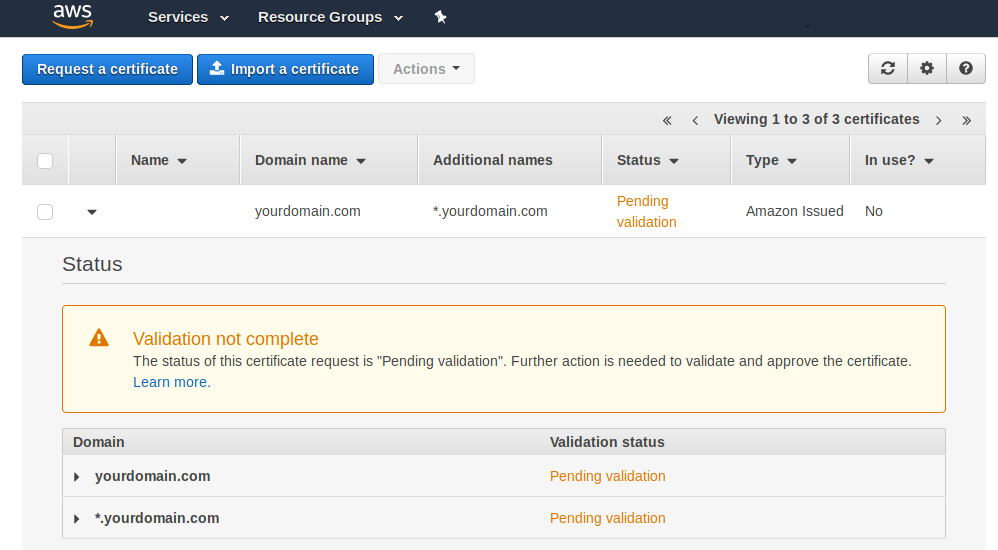 aws Services Resource Groups
Request a certificate Import a certificate Actions
« ‹ Viewing 1 to 3 of 3 certificates › »
Name Domain name Additional names Status Type In use?
yourdomain.com *.yourdomain.com Pending validation Amazon Issued No
Status
Validation not complete
The status of this certificate request is "Pending validation". Further action is needed to validate and approve the certificate.
Learn more.
Domain Validation status
yourdomain.com Pending validation
*.yourdomain.com Pending validation